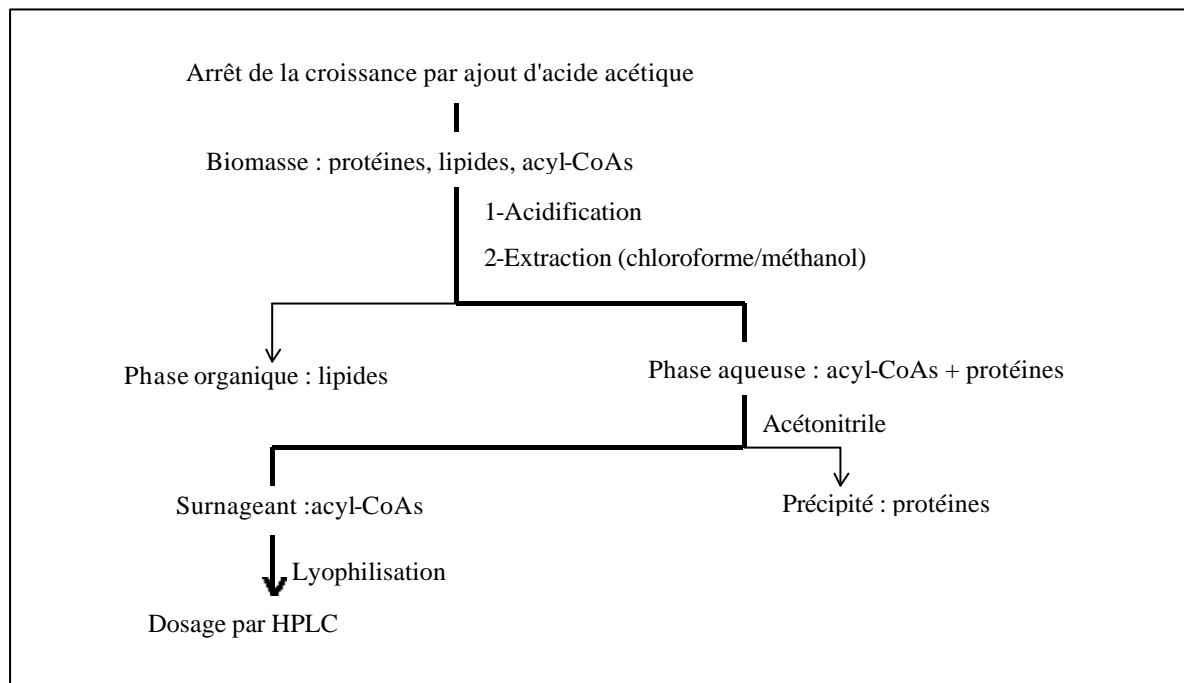 Arrêt de la croissance par ajout d'acide acétique
Biomasse : protéines, lipides, acyl-CoAs
1-Acidification
2-Extraction (chloroforme/méthanol)
Phase organique : lipides
Phase aqueuse : acyl-CoAs + protéines
Acétonitrile
Surnageant :acyl-CoAs
Précipité : protéines
Lyophilisation
Dosage par HPLC